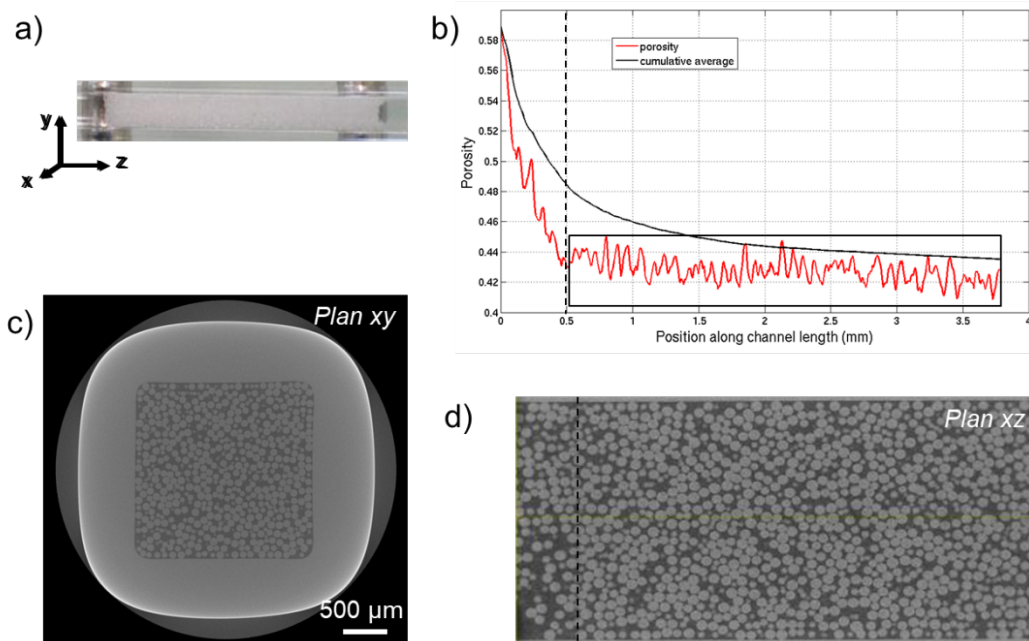 a)
y
z
x
b)
0.58
0.56
0.54
0.52
0.5
0.48
0.46
0.44
0.42
0.4
Porosity
porosity
cumulative average
0
0.5
1
1.5
2
2.5
3
3.5
4
Position along channel length (mm)
c)
Plan xy
500 µm
d)
Plan xz